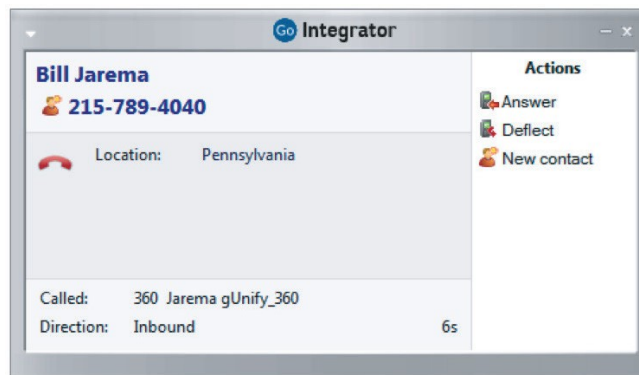 Go Integrator
Bill Jarema
215-789-4040
Location: Pennsylvania
Called: 360 Jarema gUnify_360
Direction: Inbound 6s
Actions
Answer
Deflect
New contact